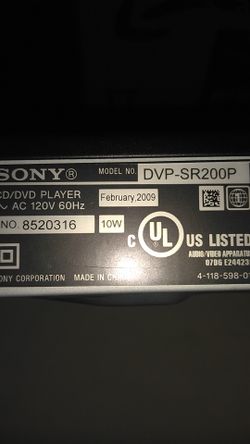 SONY®
MODEL NO. DVP-SR200P
CD/DVD PLAYER
February,2009
AC 120V 60Hz
NO. 8520316
10W
C UL US LISTED
AUDIO/VIDEO APPARATUS
SONY CORPORATION MADE IN
4-118-598-01